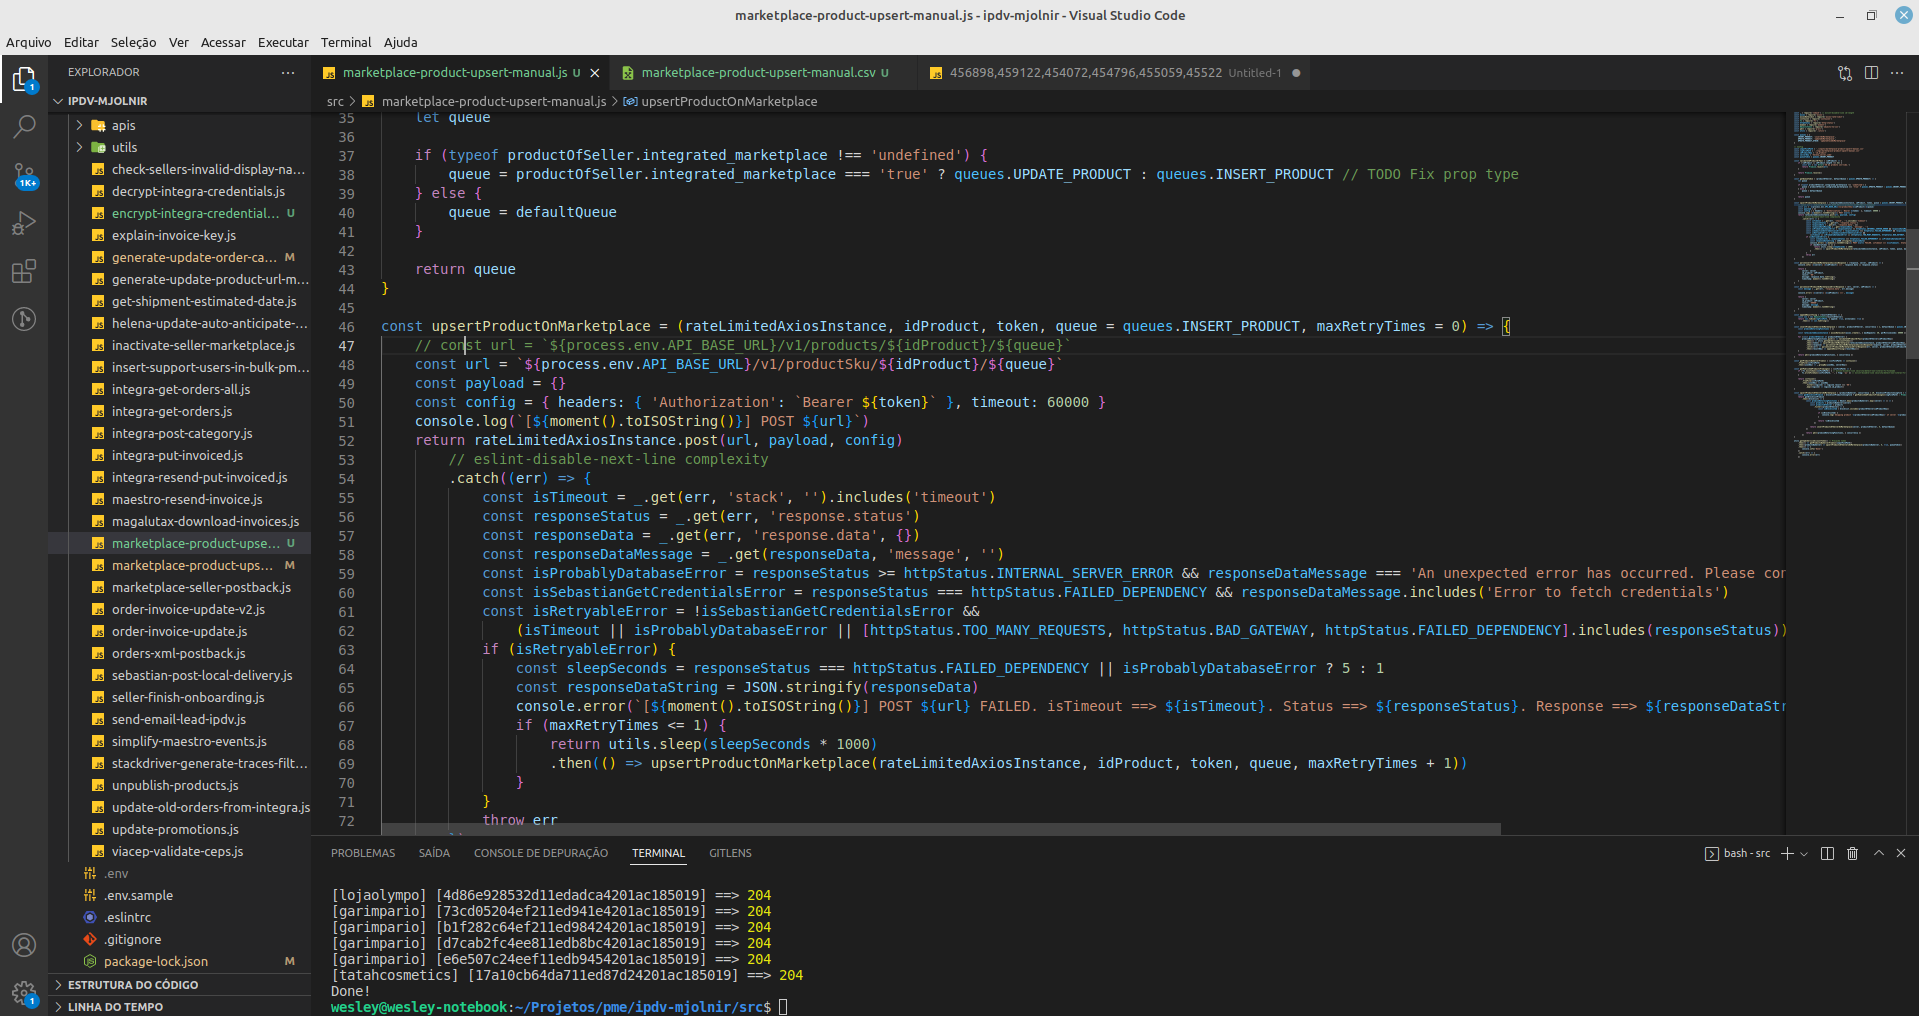 marketplace-product-upsert-manual.js - ipdv-mjolnir - Visual Studio Code
Arquivo Editar Seleção Ver Acessar Executar Terminal Ajuda
EXPLORADOR
IPDV-MJOLNIR
apis
utils
check-sellers-invalid-display-na...
decrypt-integra-credentials.js
encrypt-integra-credential... U
explain-invoice-key.js
generate-update-order-ca... M
generate-update-product-url-m...
get-shipment-estimated-date.js
helena-update-auto-anticipate-...
inactivate-seller-marketplace.js
insert-support-users-in-bulk-pm...
integra-get-orders-all.js
integra-get-orders.js
integra-post-category.js
integra-put-invoiced.js
integra-resend-put-invoiced.js
maestro-resend-invoice.js
magalutax-download-invoices.js
marketplace-product-upse... U
marketplace-product-ups... M
marketplace-seller-postback.js
order-invoice-update-v2.js
order-invoice-update.js
orders-xml-postback.js
sebastian-post-local-delivery.js
seller-finish-onboarding.js
send-email-lead-ipdv.js
simplify-maestro-events.js
stackdriver-generate-traces-filt...
unpublish-products.js
update-old-orders-from-integra.js
update-promotions.js
viacep-validate-ceps.js
.env
.env.sample
.eslintrc
.gitignore
package-lock.json M
ESTRUTURA DO CÓDIGO
LINHA DO TEMPO
1
1K+
1
marketplace-product-upsert-manual.js U
marketplace-product-upsert-manual.csv U
456898,459122,454072,454796,455059,45522 Untitled-1
src > marketplace-product-upsert-manual.js > upsertProductOnMarketplace
35 let queue
36
37 if (typeof productOfSeller.integrated_marketplace !== 'undefined') {
38 queue = productOfSeller.integrated_marketplace === 'true' ? queues.UPDATE_PRODUCT : queues.INSERT_PRODUCT // TODO Fix prop type
39 } else {
40 queue = defaultQueue
41 }
42
43 return queue
44 }
45
46 const upsertProductOnMarketplace = (rateLimitedAxiosInstance, idProduct, token, queue = queues.INSERT_PRODUCT, maxRetryTimes = 0) => {
47 // const url = `${process.env.API_BASE_URL}/v1/products/${idProduct}/${queue}`
48 const url = `${process.env.API_BASE_URL}/v1/productSku/${idProduct}/${queue}`
49 const payload = {}
50 const config = { headers: { 'Authorization': `Bearer ${token}` }, timeout: 60000 }
51 console.log(`[${moment().toISOString()}] POST ${url}`)
52 return rateLimitedAxiosInstance.post(url, payload, config)
53 // eslint-disable-next-line complexity
54 .catch((err) => {
55 const isTimeout = _.get(err, 'stack', '').includes('timeout')
56 const responseStatus = _.get(err, 'response.status')
57 const responseData = _.get(err, 'response.data', {})
58 const responseDataMessage = _.get(responseData, 'message', '')
59 const isProbablyDatabaseError = responseStatus >= httpStatus.INTERNAL_SERVER_ERROR && responseDataMessage === 'An unexpected error has occurred. Please con
60 const isSebastianGetCredentialsError = responseStatus === httpStatus.FAILED_DEPENDENCY && responseDataMessage.includes('Error to fetch credentials')
61 const isRetryableError = !isSebastianGetCredentialsError &&
62 (isTimeout || isProbablyDatabaseError || [httpStatus.TOO_MANY_REQUESTS, httpStatus.BAD_GATEWAY, httpStatus.FAILED_DEPENDENCY].includes(responseStatus))
63 if (isRetryableError) {
64 const sleepSeconds = responseStatus === httpStatus.FAILED_DEPENDENCY || isProbablyDatabaseError ? 5 : 1
65 const responseDataString = JSON.stringify(responseData)
66 console.error(`[${moment().toISOString()}] POST ${url} FAILED. isTimeout ==> ${isTimeout}. Status ==> ${responseStatus}. Response ==> ${responseDataStr
67 if (maxRetryTimes <= 1) {
68 return utils.sleep(sleepSeconds * 1000)
69 .then(() => upsertProductOnMarketplace(rateLimitedAxiosInstance, idProduct, token, queue, maxRetryTimes + 1))
70 }
71 }
72 throw err
PROBLEMAS SAÍDA CONSOLE DE DEPURAÇÃO TERMINAL GITLENS
bash - src
[lojaolympo] [4d86e928532d11edadca4201ac185019] ==> 204
[garimpario] [73cd05204ef211ed941e4201ac185019] ==> 204
[garimpario] [b1f282c64ef211ed98424201ac185019] ==> 204
[garimpario] [d7cab2fc4ee811edb8bc4201ac185019] ==> 204
[garimpario] [e6e507c24eef11edb9454201ac185019] ==> 204
[tatahcosmetics] [17a10cb64da711ed87d24201ac185019] ==> 204
Done!
wesley@wesley-notebook:~/Projetos/pme/ipdv-mjolnir/src$